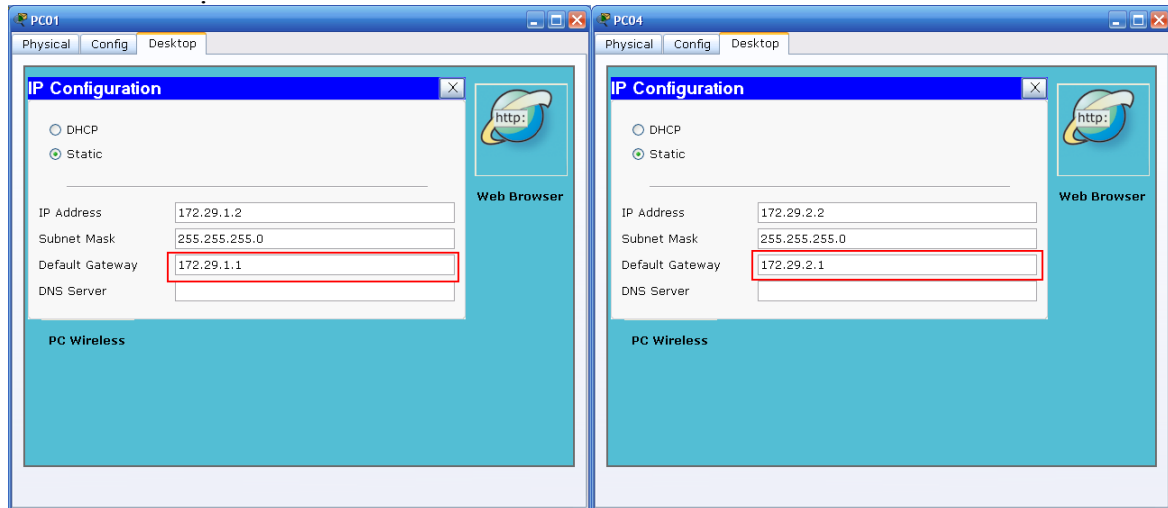 PC01
Physical Config Desktop
IP Configuration
X
http:
DHCP
Static
Web Browser
IP Address 172.29.1.2
Subnet Mask 255.255.255.0
Default Gateway 172.29.1.1
DNS Server
PC Wireless
PC04
Physical Config Desktop
IP Configuration
X
http:
DHCP
Static
Web Browser
IP Address 172.29.2.2
Subnet Mask 255.255.255.0
Default Gateway 172.29.2.1
DNS Server
PC Wireless